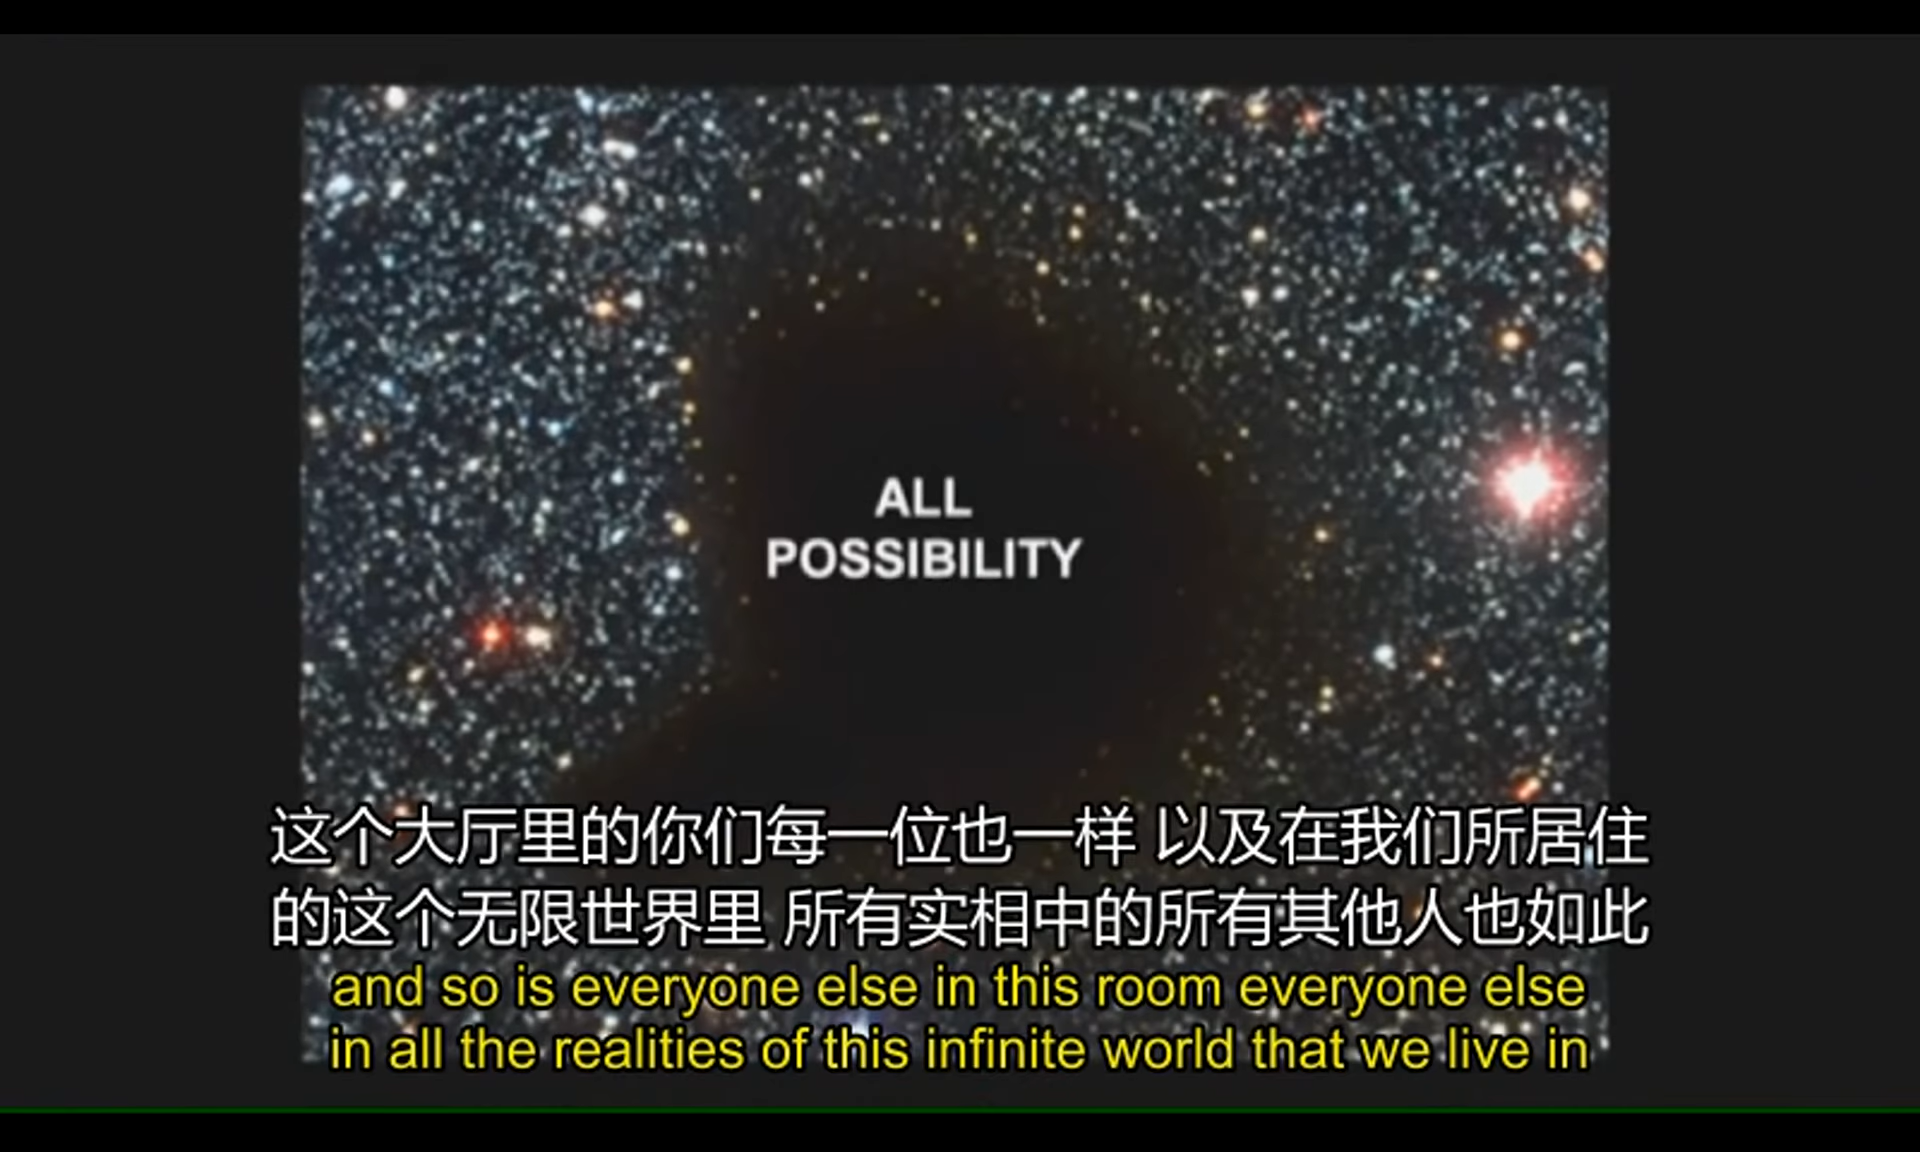 ALL
POSSIBILITY
这个大厅里的你们每一位也一样 以及在我们所居住
的这个无限世界里 所有实相中的所有其他人也如此
and so is everyone else in this room everyone else
in all the realities of this infinite world that we live in